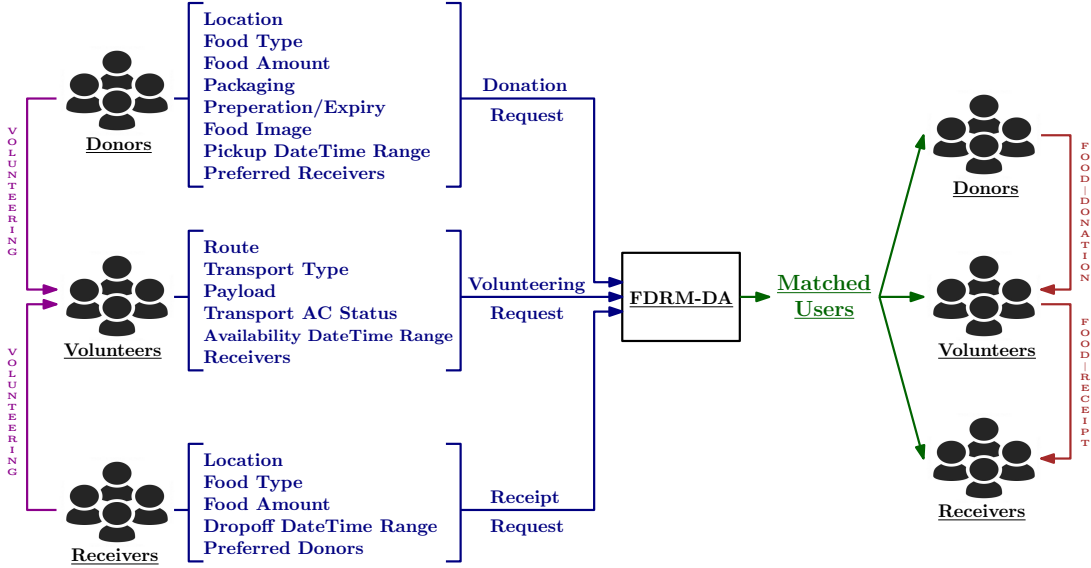 Location
Food Type
Food Amount
Packaging
Preperation/Expiry
Food Image
Pickup DateTime Range
Preferred Receivers
Donors
VOLUNTEERING
Donation
Request
Route
Transport Type
Payload
Transport AC Status
Availability DateTime Range
Receivers
Volunteers
VOLUNTEERING
Volunteering
Request
Location
Food Type
Food Amount
Dropoff DateTime Range
Preferred Donors
Receivers
Receipt
Request
FDRM-DA
Matched
Users
Donors
FOOD|DONATION
Volunteers
FOOD|RECEIPT
Receivers